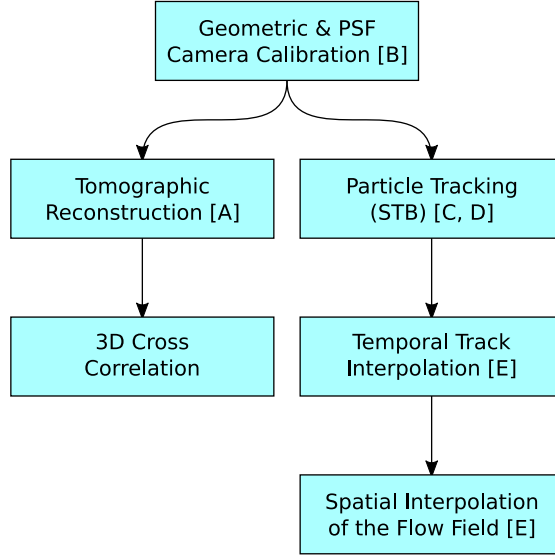 Geometric & PSF
Camera Calibration [B]
Tomographic
Reconstruction [A]
Particle Tracking
(STB) [C, D]
3D Cross
Correlation
Temporal Track
Interpolation [E]
Spatial Interpolation
of the Flow Field [E]